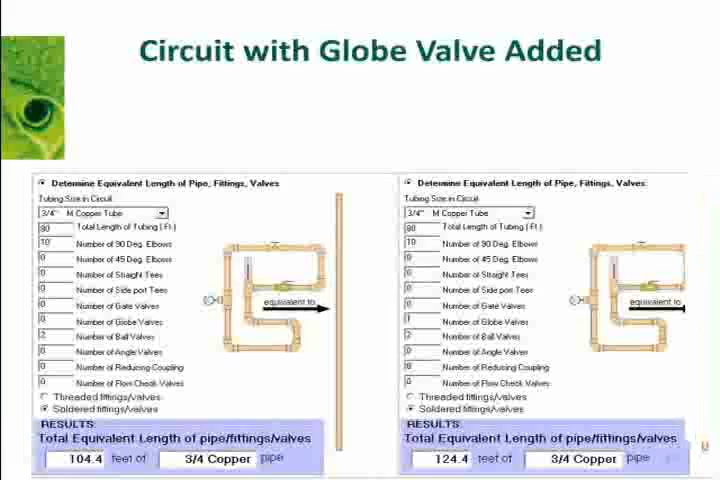 Circuit with Globe Valve Added
Determine Equivalent Length of Pipe, Fittings, Valves
Tubing Size in Circuit
3/4" M Copper Tube
80 Total Length of Tubing (Ft.)
10 Number of 90 Deg. Elbows
0 Number of 45 Deg. Elbows
0 Number of Straight Tees
0 Number of Side port Tees
0 Number of Gate Valves
0 Number of Globe Valves
2 Number of Ball Valves
0 Number of Angle Valves
0 Number of Reducing Coupling
0 Number of Flow Check Valves
Threaded fittings/valves
Soldered fittings/valves
equivalent to
RESULTS:
Total Equivalent Length of pipe/fittings/valves
104.4 feet of 3/4 Copper pipe
Determine Equivalent Length of Pipe, Fittings, Valves
Tubing Size in Circuit
3/4" M Copper Tube
80 Total Length of Tubing (Ft.)
10 Number of 90 Deg. Elbows
0 Number of 45 Deg. Elbows
0 Number of Straight Tees
0 Number of Side port Tees
0 Number of Gate Valves
1 Number of Globe Valves
2 Number of Ball Valves
0 Number of Angle Valves
0 Number of Reducing Coupling
0 Number of Flow Check Valves
Threaded fittings/valves
Soldered fittings/valves
equivalent to
RESULTS:
Total Equivalent Length of pipe/fittings/valves
124.4 feet of 3/4 Copper pipe